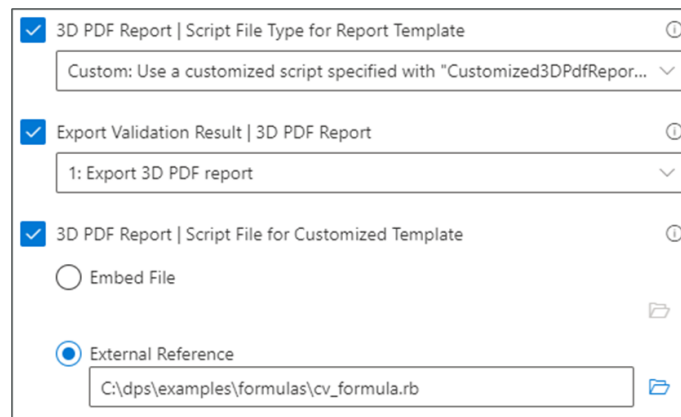 3D PDF Report | Script File Type for Report Template
Custom: Use a customized script specified with "Customized3DPdfRepor...
Export Validation Result | 3D PDF Report
1: Export 3D PDF report
3D PDF Report | Script File for Customized Template
Embed File
External Reference
C:\dps\examples\formulas\cv_formula.rb